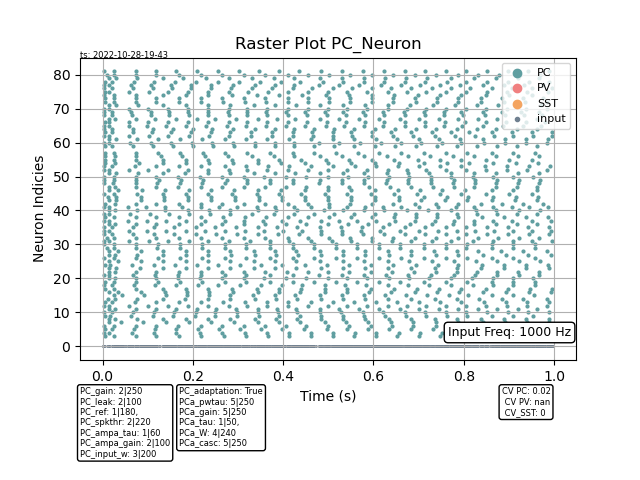 Raster Plot PC_Neuron
ts: 2022-10-28-19-43
PC
PV
SST
input
80
70
60
50
40
30
20
10
0
Neuron Indicies
Input Freq: 1000 Hz
0.0 0.2 0.4 0.6 0.8 1.0
Time (s)
PC_gain: 2|250
PC_leak: 2|100
PC_ref: 1|180,
PC_spkthr: 2|220
PC_ampa_tau: 1|60
PC_ampa_gain: 2|100
PC_input_w: 3|200
PC_adaptation: True
PCa_pwtau: 5|250
PCa_gain: 5|250
PCa_tau: 1|50,
PCa_W: 4|240
PCa_casc: 5|250
CV PC: 0.02
CV PV: nan
CV_SST: 0